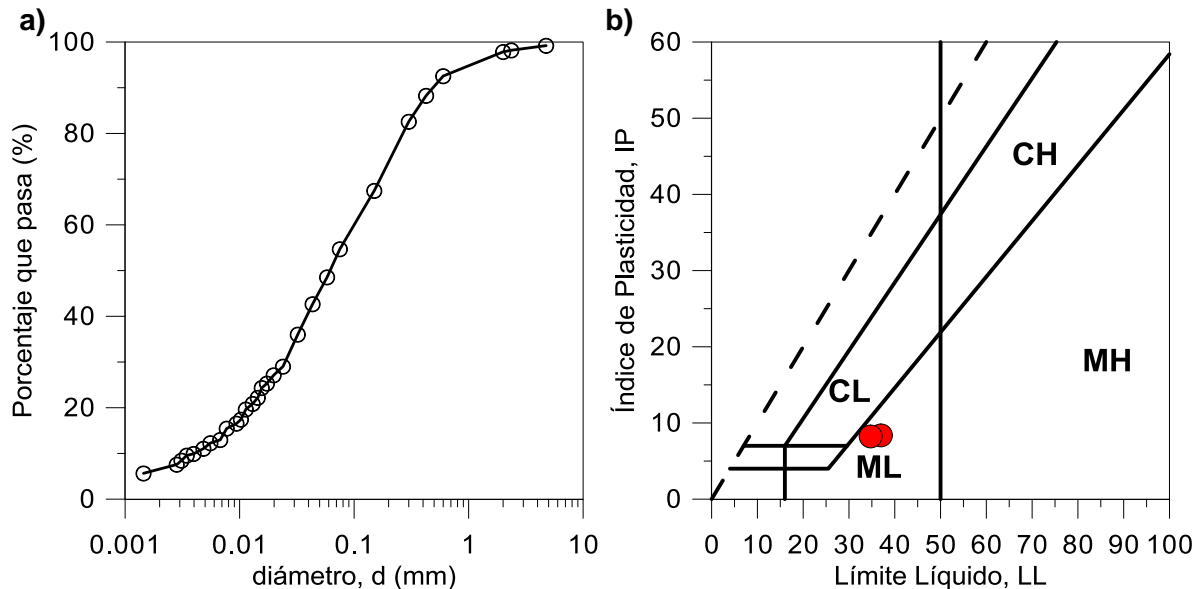 a)
Porcentaje que pasa (%)
100
80
60
40
20
0
0.001 0.01 0.1 1 10
diámetro, d (mm)
b)
Índice de Plasticidad, IP
60
50
40
30
20
10
0
CH
MH
CL
ML
0 10 20 30 40 50 60 70 80 90 100
Límite Líquido, LL